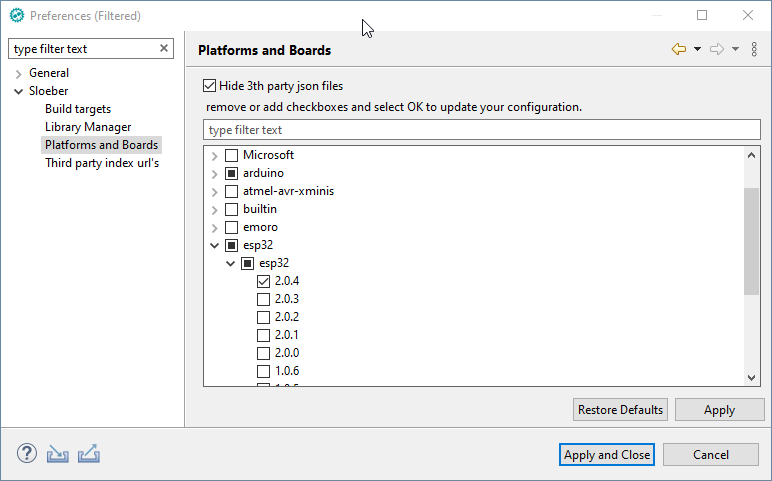 Preferences (Filtered)
type filter text
General
Sloeber
Build targets
Library Manager
Platforms and Boards
Third party index url's
Platforms and Boards
Hide 3th party json files
remove or add checkboxes and select OK to update your configuration.
type filter text
Microsoft
arduino
atmel-avr-xminis
builtin
emoro
esp32
esp32
2.0.4
2.0.3
2.0.2
2.0.1
2.0.0
1.0.6
Restore Defaults
Apply
Apply and Close
Cancel